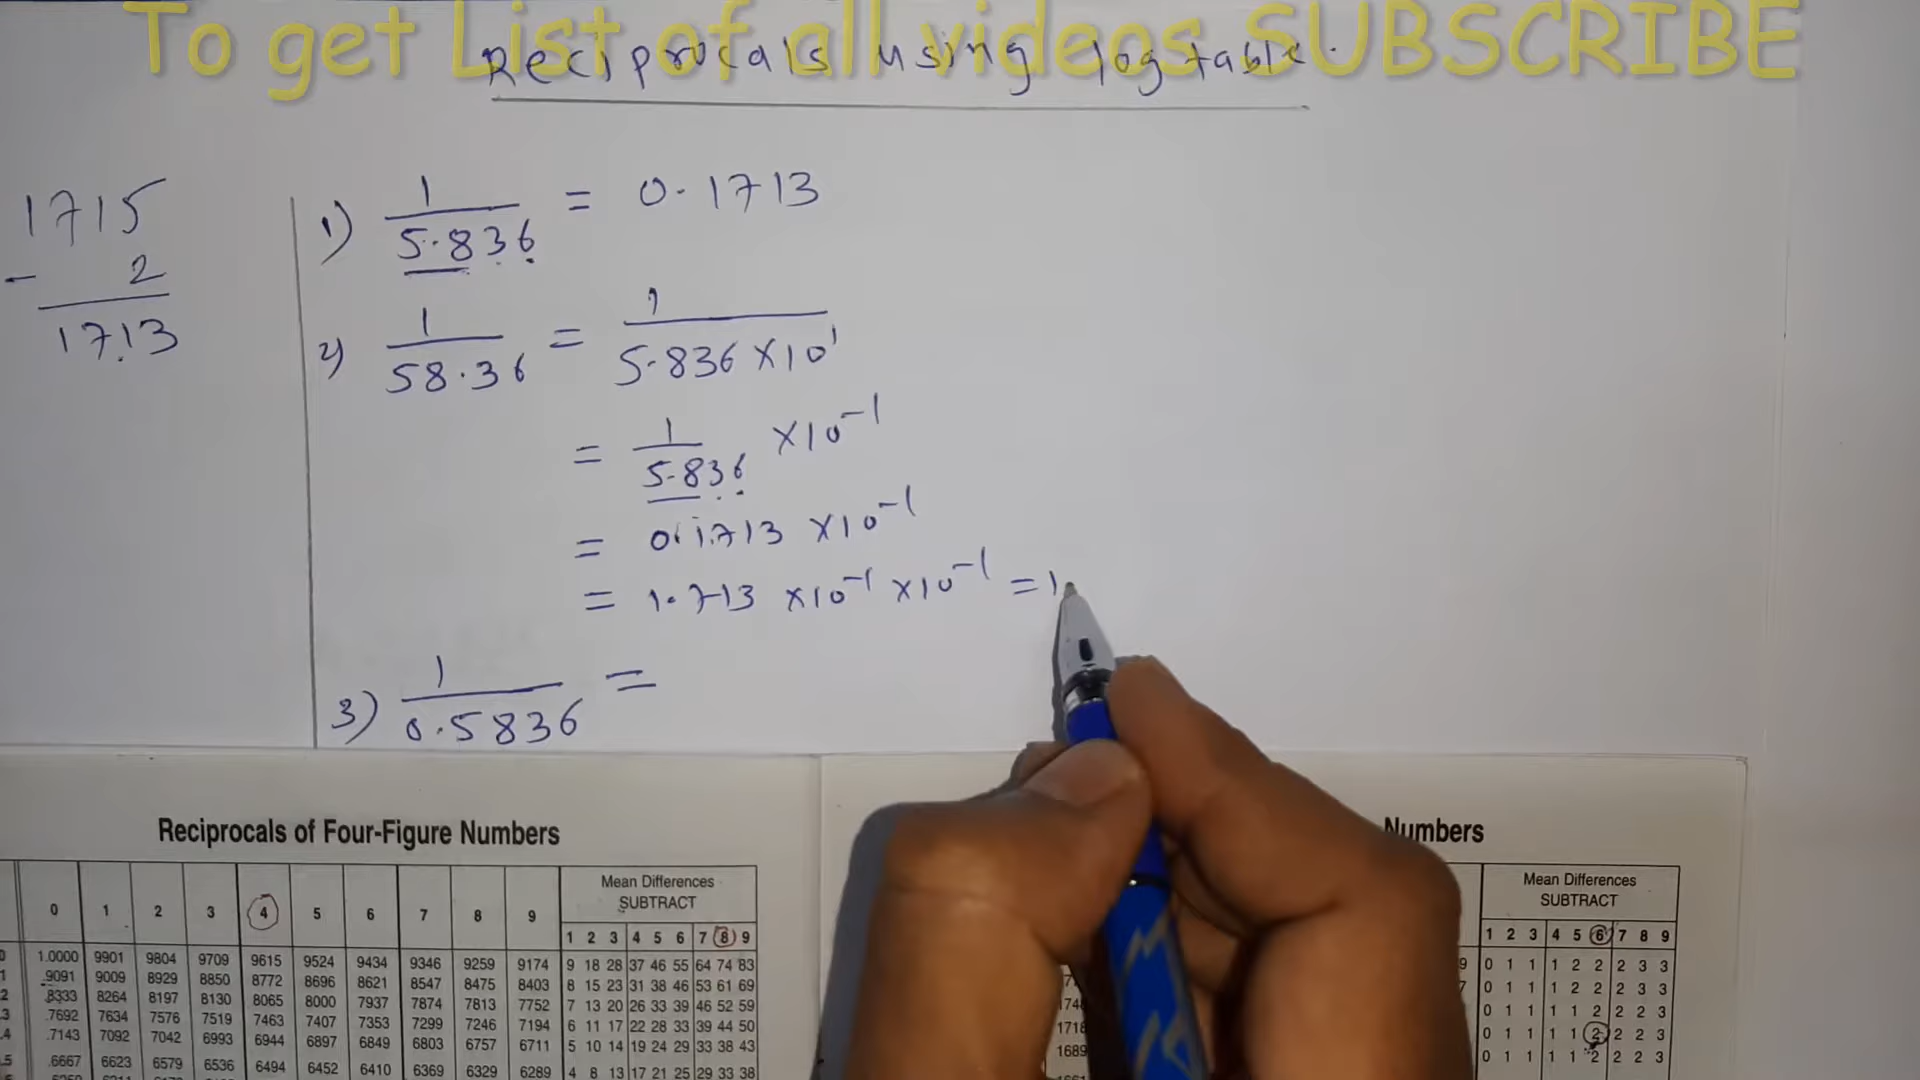 To get List of all videos SUBSCRIBE
Reciprocals using log table.
1715
- 2
1713
1) 1/5.836 = 0.1713
2) 1/58.36 = 1/5.836 × 10¹
= 1/5.836 × 10⁻¹
= 0.1713 × 10⁻¹
= 1.713 × 10⁻¹ × 10⁻¹ = 1
3) 1/0.5836 =
Reciprocals of Four-Figure Numbers
Mean Differences
SUBTRACT
0 1 2 3 4 5 6 7 8 9 1 2 3 4 5 6 7 8 9
1.0000 9901 9804 9709 9615 9524 9434 9346 9259 9174 9 18 28 37 46 55 64 74 83
.9091 9009 8929 8850 8772 8696 8621 8547 8475 8403 8 15 23 31 38 46 53 61 69
.8333 8264 8197 8130 8065 8000 7937 7874 7813 7752 7 13 20 26 33 39 46 52 59
.7692 7634 7576 7519 7463 7407 7353 7299 7246 7194 6 11 17 22 28 33 39 44 50
.4 .7143 7092 7042 6993 6944 6897 6849 6803 6757 6711 5 10 14 19 24 29 33 38 43
.5 .6667 6623 6579 6536 6494 6452 6410 6369 6329 6289 4 8 13 17 21 25 29 33 38
Numbers
Mean Differences
SUBTRACT
1 2 3 4 5 6 7 8 9
0 1 1 1 2 2 2 3 3
0 1 1 1 2 2 2 3 3
1748 0 1 1 1 1 2 2 2 3
1718 0 1 1 1 1 2 2 2 3
1689 0 1 1 1 1 2 2 2 3